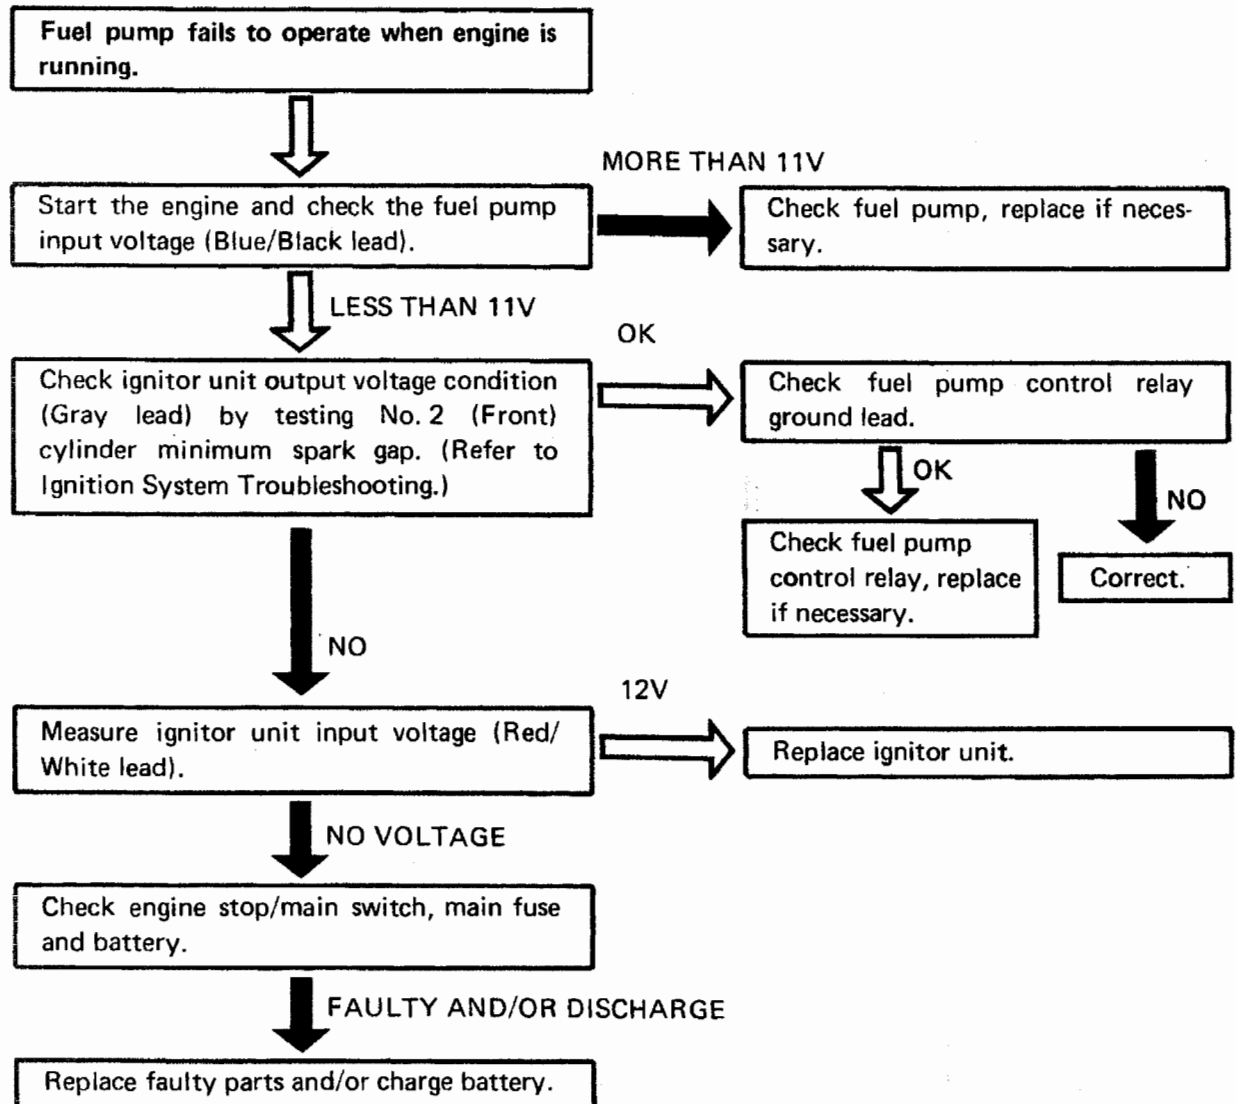 Fuel pump fails to operate when engine is
running.
MORE THAN 11V
Start the engine and check the fuel pump
input voltage (Blue/Black lead).
Check fuel pump, replace if neces-
sary.
LESS THAN 11V
OK
Check ignitor unit output voltage condition
(Gray lead) by testing No. 2 (Front)
cylinder minimum spark gap. (Refer to
Ignition System Troubleshooting.)
Check fuel pump control relay
ground lead.
OK
NO
Check fuel pump
control relay, replace
if necessary.
Correct.
NO
12V
Measure ignitor unit input voltage (Red/
White lead).
Replace ignitor unit.
NO VOLTAGE
Check engine stop/main switch, main fuse
and battery.
FAULTY AND/OR DISCHARGE
Replace faulty parts and/or charge battery.